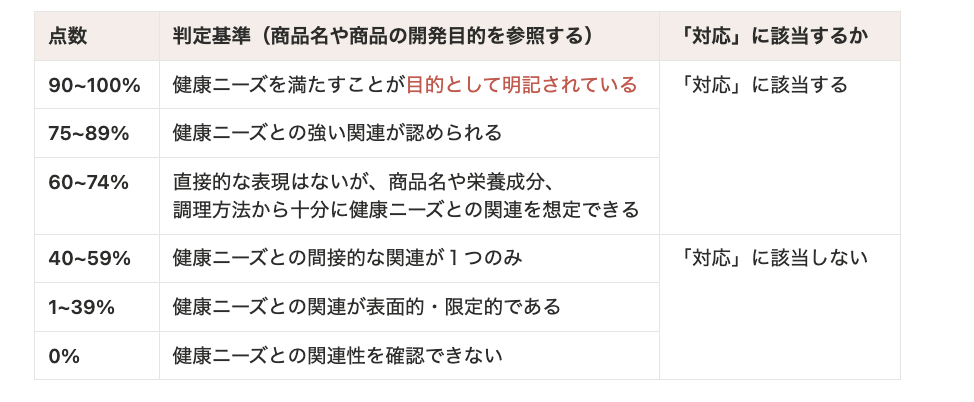 点数 判定基準（商品名や商品の開発目的を参照する） 「対応」に該当するか
90~100% 健康ニーズを満たすことが目的として明記されている 「対応」に該当する
75~89% 健康ニーズとの強い関連が認められる
60~74% 直接的な表現はないが、商品名や栄養成分、
調理方法から十分に健康ニーズとの関連を想定できる
40~59% 健康ニーズとの間接的な関連が１つのみ 「対応」に該当しない
1~39% 健康ニーズとの関連が表面的・限定的である
0% 健康ニーズとの関連性を確認できない